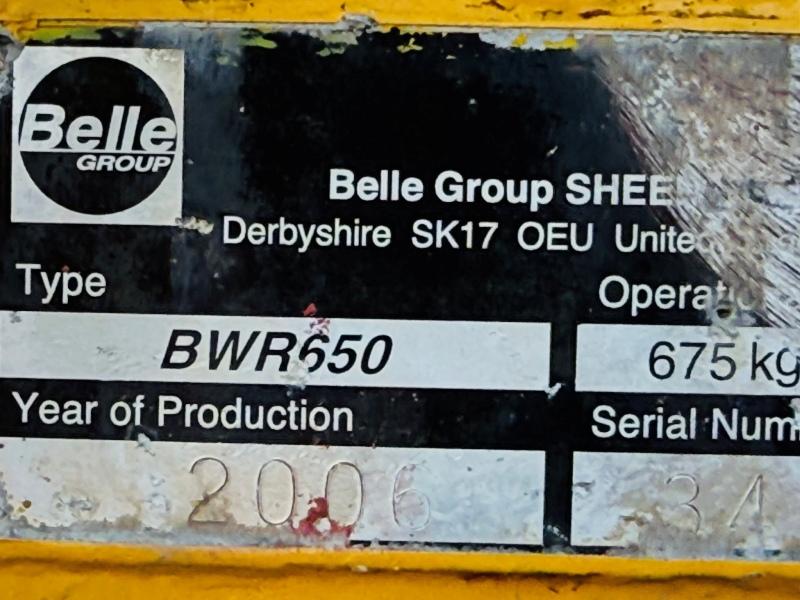 Belle
GROUP
Belle Group SHEE
Derbyshire SK17 OEU Unite
Type
Operati
BWR650
675 kg
Year of Production
Serial Num
2006
34